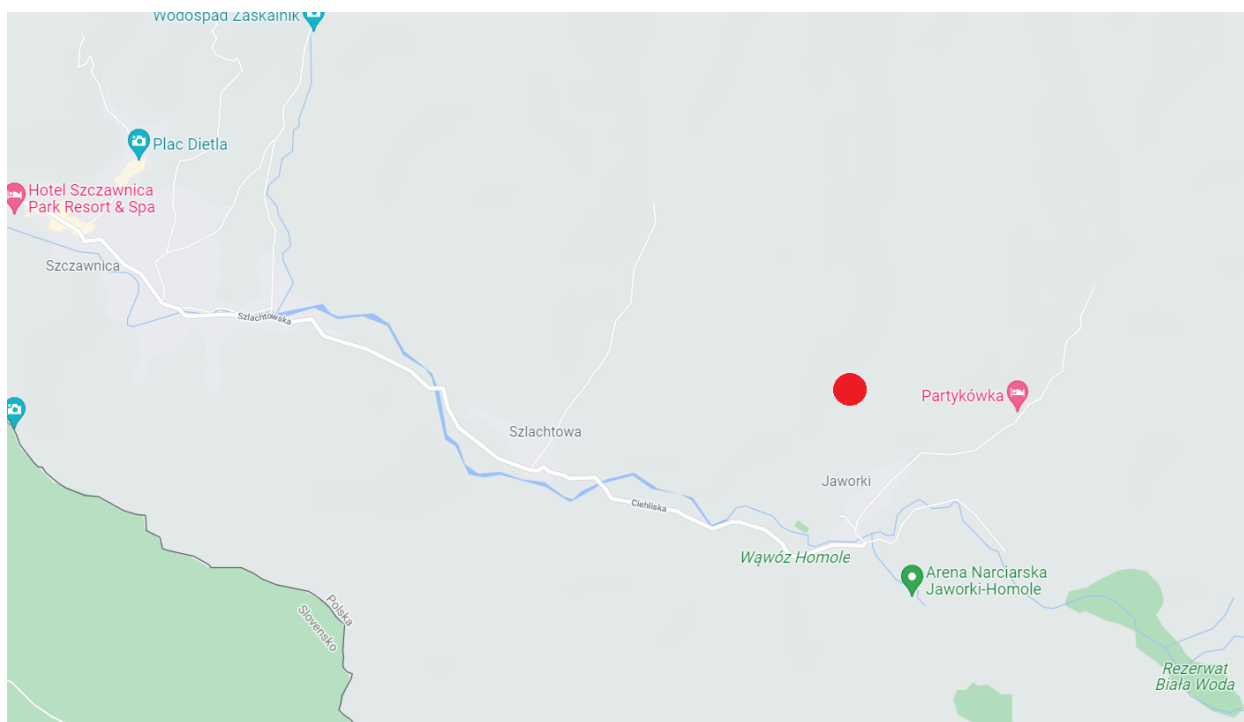 Wodospad Zaskalnik
Plac Dietla
Hotel Szczawnica
Park Resort & Spa
Szczawnica
Szlachtowska
Partykówka
Szlachtowa
Jaworki
Ciehliska
Wąwóz Homole
Arena Narciarska
Jaworki-Homole
Polska
Slovensko
Rezerwat
Biała Woda